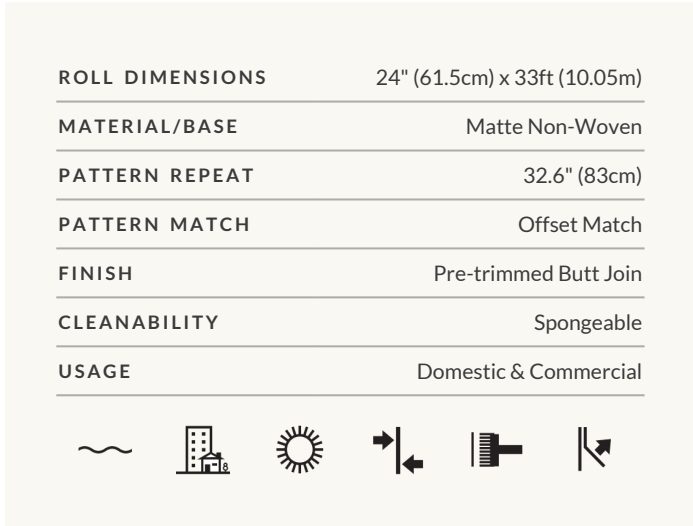 ROLL DIMENSIONS 24" (61.5cm) x 33ft (10.05m)
MATERIAL/BASE Matte Non-Woven
PATTERN REPEAT 32.6" (83cm)
PATTERN MATCH Offset Match
FINISH Pre-trimmed Butt Join
CLEANABILITY Spongeable
USAGE Domestic & Commercial